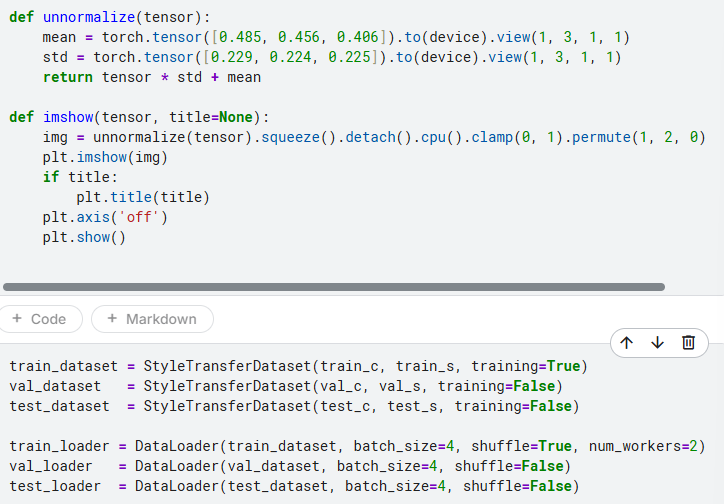 def unnormalize(tensor):
    mean = torch.tensor([0.485, 0.456, 0.406]).to(device).view(1, 3, 1, 1)
    std = torch.tensor([0.229, 0.224, 0.225]).to(device).view(1, 3, 1, 1)
    return tensor * std + mean

def imshow(tensor, title=None):
    img = unnormalize(tensor).squeeze().detach().cpu().clamp(0, 1).permute(1, 2, 0)
    plt.imshow(img)
    if title:
        plt.title(title)
    plt.axis('off')
    plt.show()

+ Code + Markdown

train_dataset = StyleTransferDataset(train_c, train_s, training=True)
val_dataset   = StyleTransferDataset(val_c, val_s, training=False)
test_dataset  = StyleTransferDataset(test_c, test_s, training=False)

train_loader = DataLoader(train_dataset, batch_size=4, shuffle=True, num_workers=2)
val_loader   = DataLoader(val_dataset, batch_size=4, shuffle=False)
test_loader  = DataLoader(test_dataset, batch_size=4, shuffle=False)